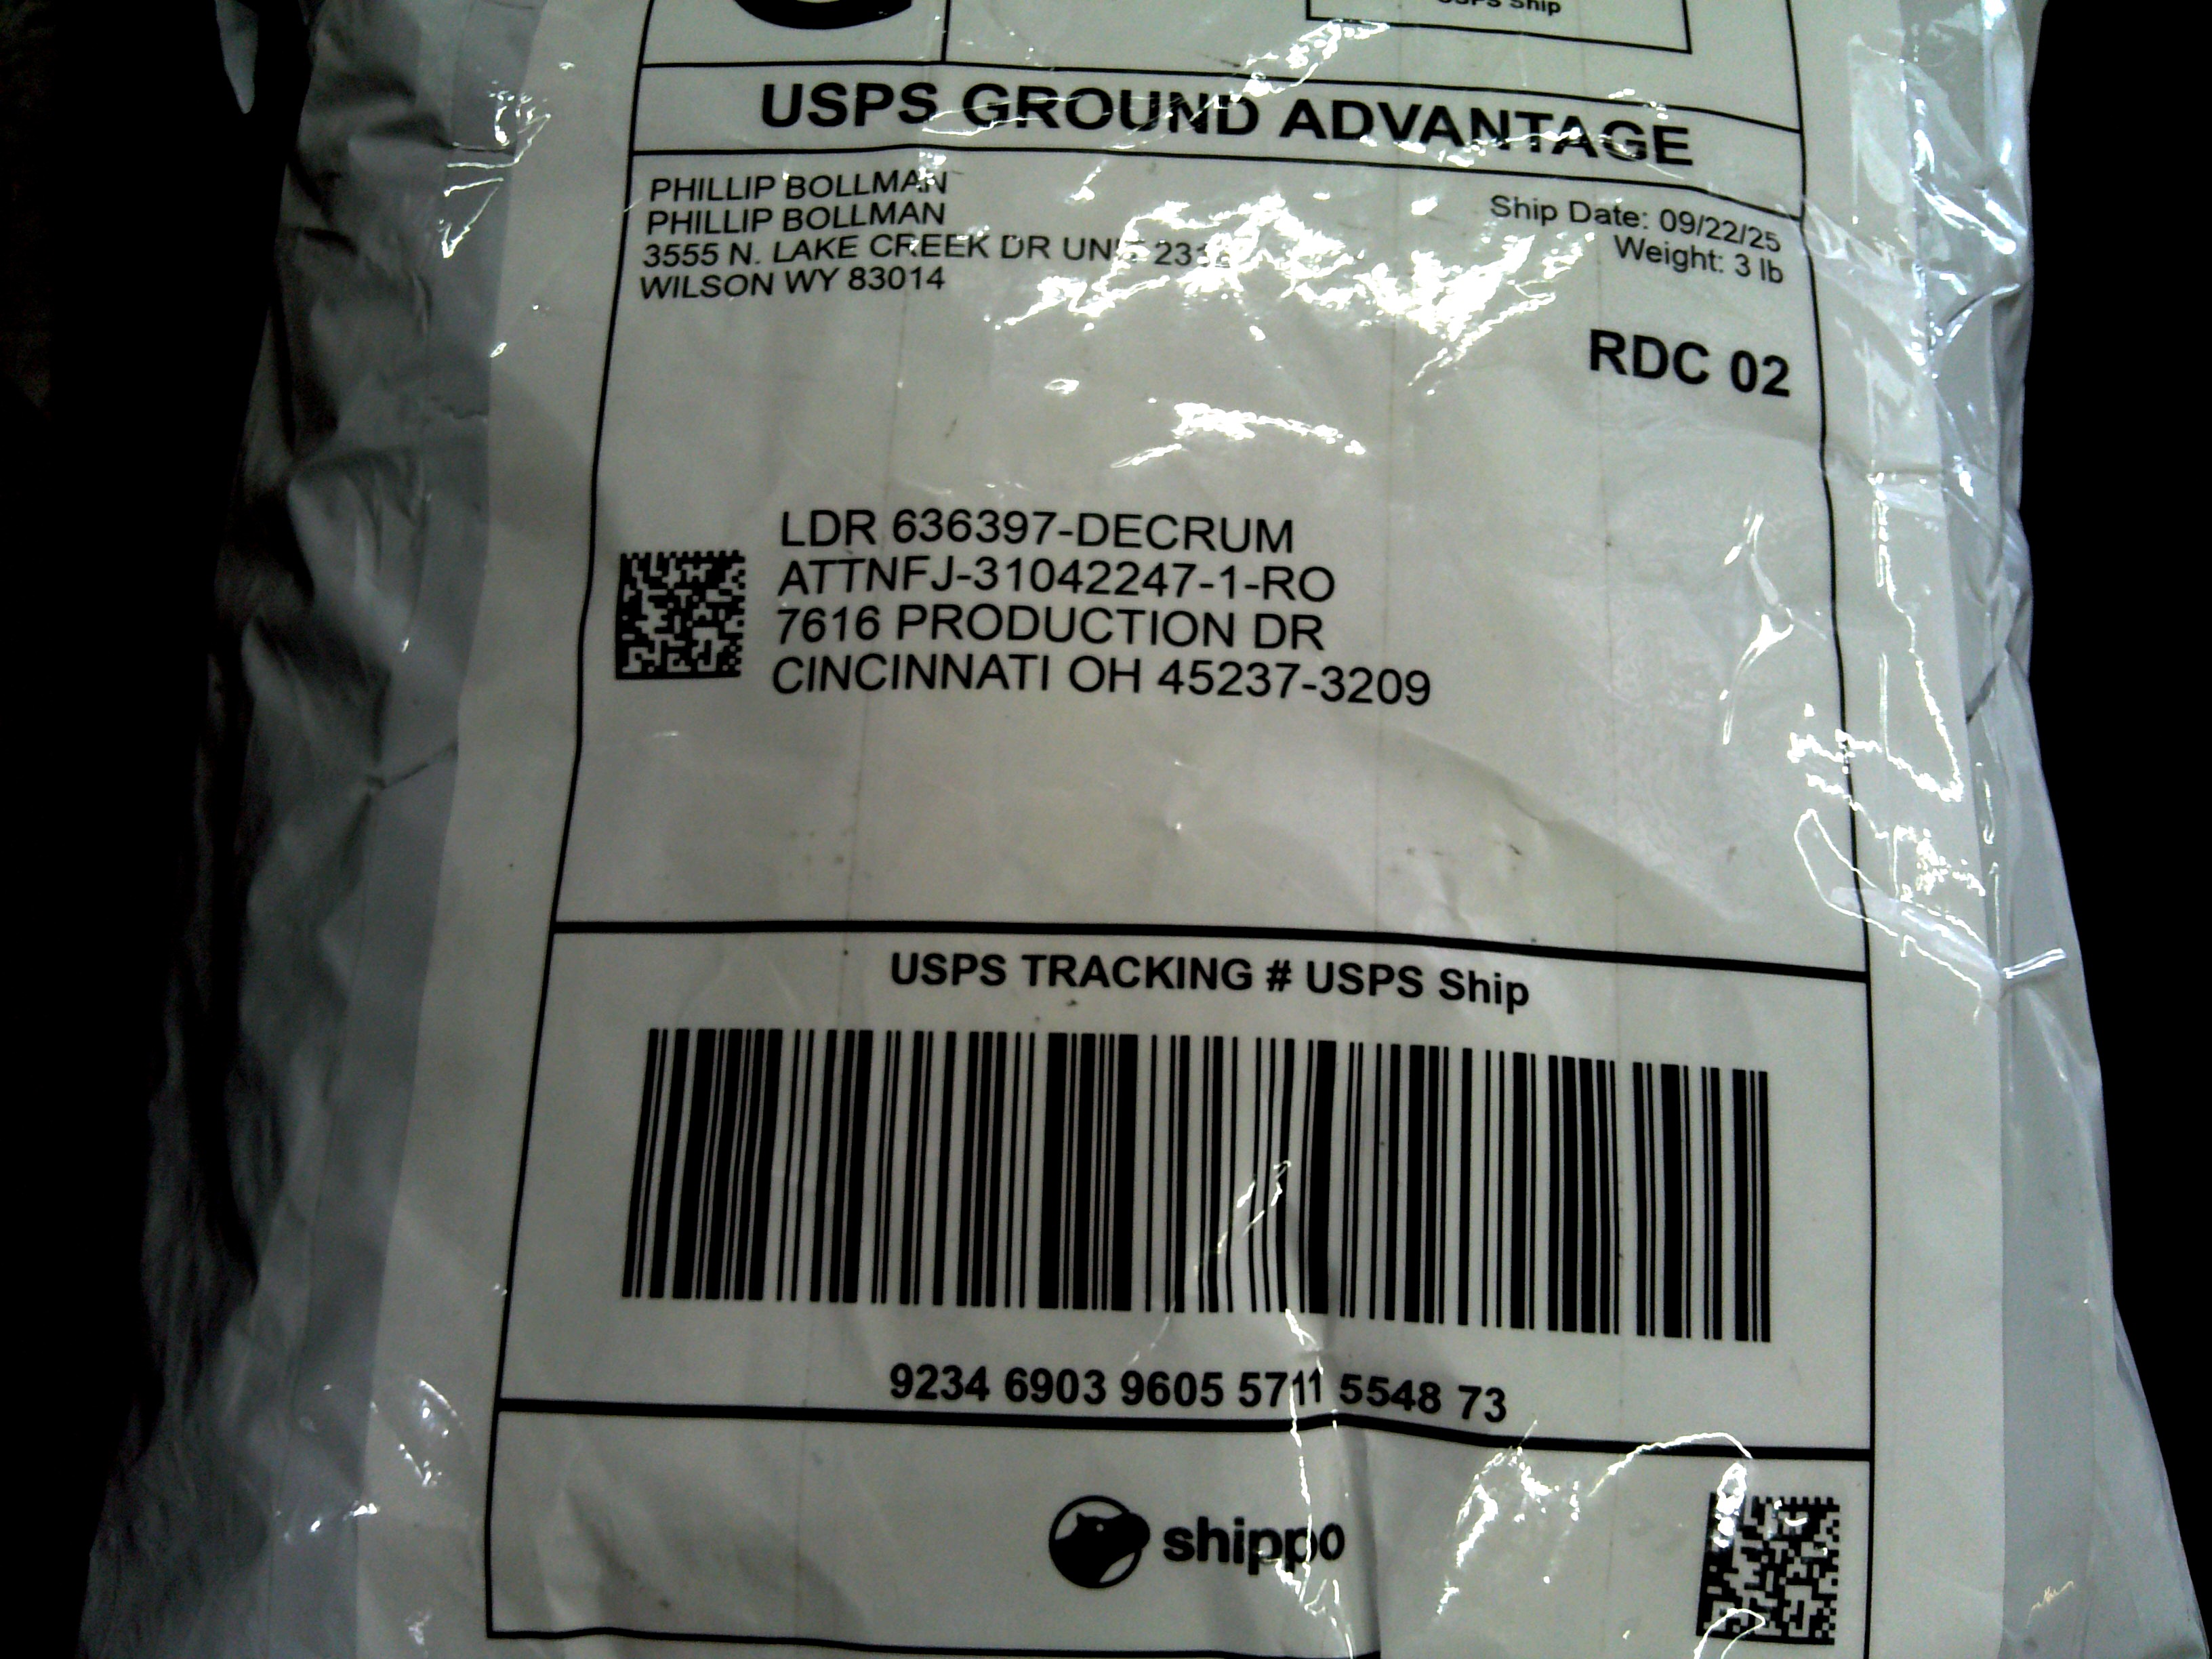 USPS Ship
USPS GROUND ADVANTAGE
PHILLIP BOLLMAN
PHILLIP BOLLMAN
3555 N. LAKE CREEK DR
WILSON WY 83014
Ship Date: 09/22/25
Weight: 3 lb
RDC 02
LDR 636397-DECRUM
ATTNFJ-31042247-1-RO
7616 PRODUCTION DR
CINCINNATI OH 45237-3209
USPS TRACKING # USPS Ship
9234 6903 9605 5711 5548 73
shippo